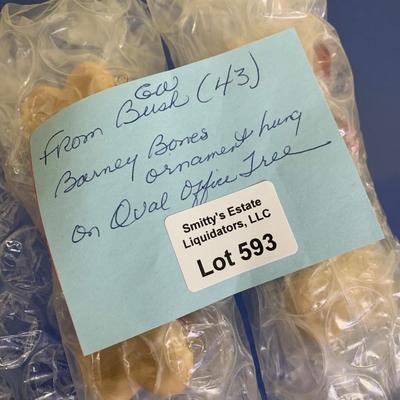 GW
From Bush (43)
Barney Bones
ornament hung
on Oval Office Tree
Smitty's Estate
Liquidators, LLC
Lot 593